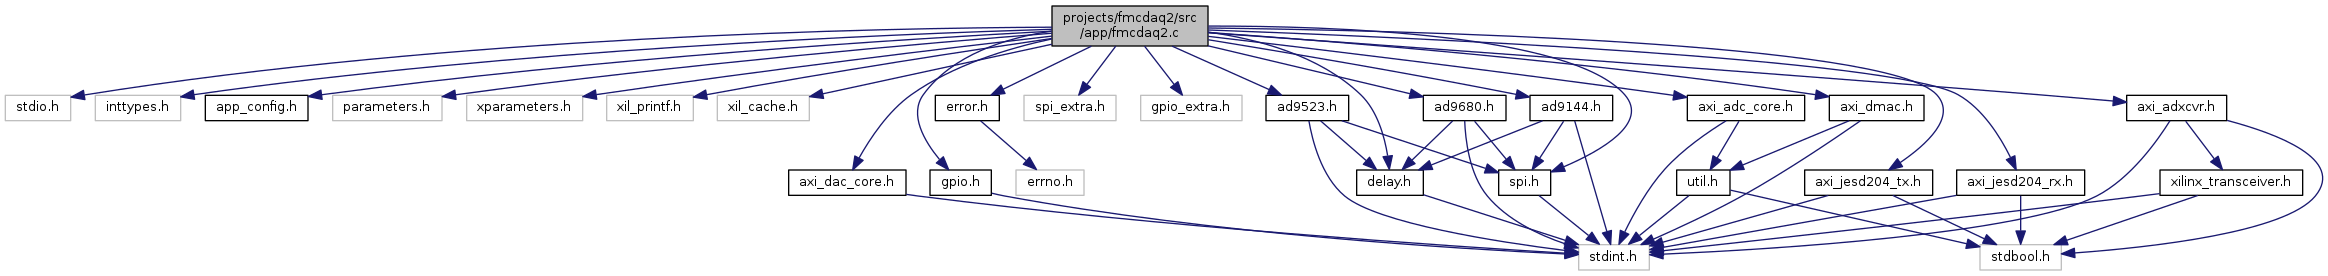 projects/fmcdaq2/src
/app/fmcdaq2.c
stdio.h
inttypes.h
app_config.h
parameters.h
xparameters.h
xil_printf.h
xil_cache.h
error.h
spi_extra.h
gpio_extra.h
ad9523.h
ad9680.h
ad9144.h
axi_adc_core.h
axi_dmac.h
axi_adxcvr.h
axi_dac_core.h
gpio.h
errno.h
delay.h
spi.h
util.h
axi_jesd204_tx.h
axi_jesd204_rx.h
xilinx_transceiver.h
stdint.h
stdbool.h